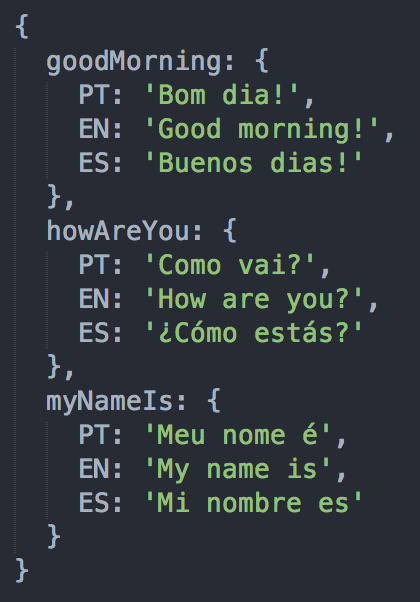 {
  goodMorning: {
    PT: 'Bom dia!',
    EN: 'Good morning!',
    ES: 'Buenos dias!'
  },
  howAreYou: {
    PT: 'Como vai?',
    EN: 'How are you?',
    ES: '¿Cómo estás?'
  },
  myNameIs: {
    PT: 'Meu nome é',
    EN: 'My name is',
    ES: 'Mi nombre es'
  }
}